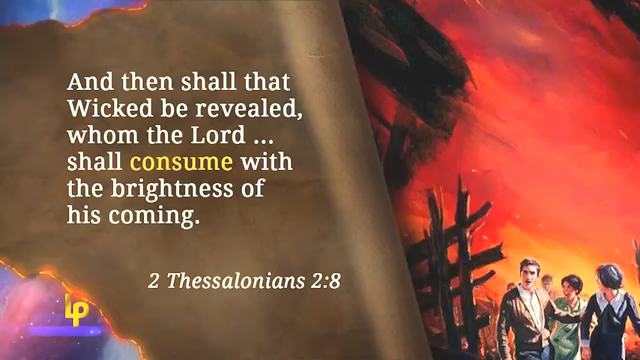 And then shall that
Wicked be revealed,
whom the Lord ...
shall consume with
the brightness of
his coming.
2 Thessalonians 2:8
LP